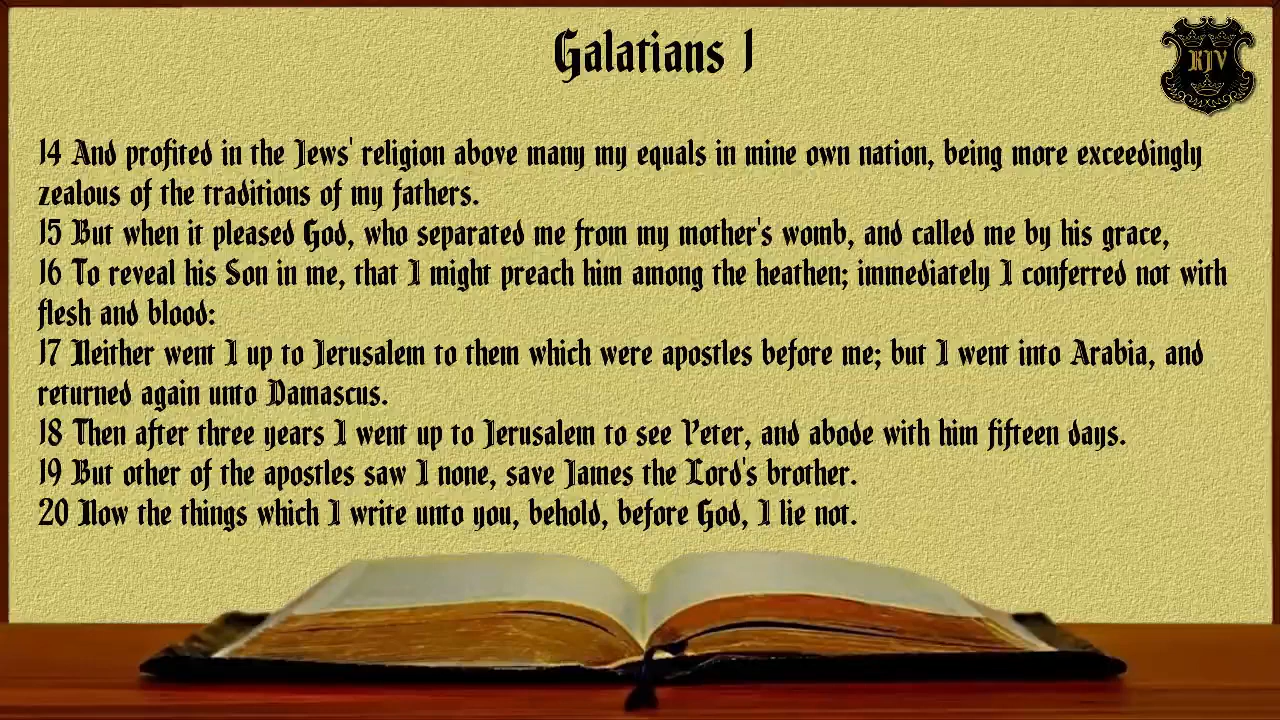 Galatians 1
KJV
14 And profited in the Jews' religion above many my equals in mine own nation, being more exceedingly
zealous of the traditions of my fathers.
15 But when it pleased God, who separated me from my mother's womb, and called me by his grace,
16 To reveal his Son in me, that I might preach him among the heathen; immediately I conferred not with
flesh and blood:
17 Neither went I up to Jerusalem to them which were apostles before me; but I went into Arabia, and
returned again unto Damascus.
18 Then after three years I went up to Jerusalem to see Peter, and abode with him fifteen days.
19 But other of the apostles saw I none, save James the Lord's brother.
20 Now the things which I write unto you, behold, before God, I lie not.